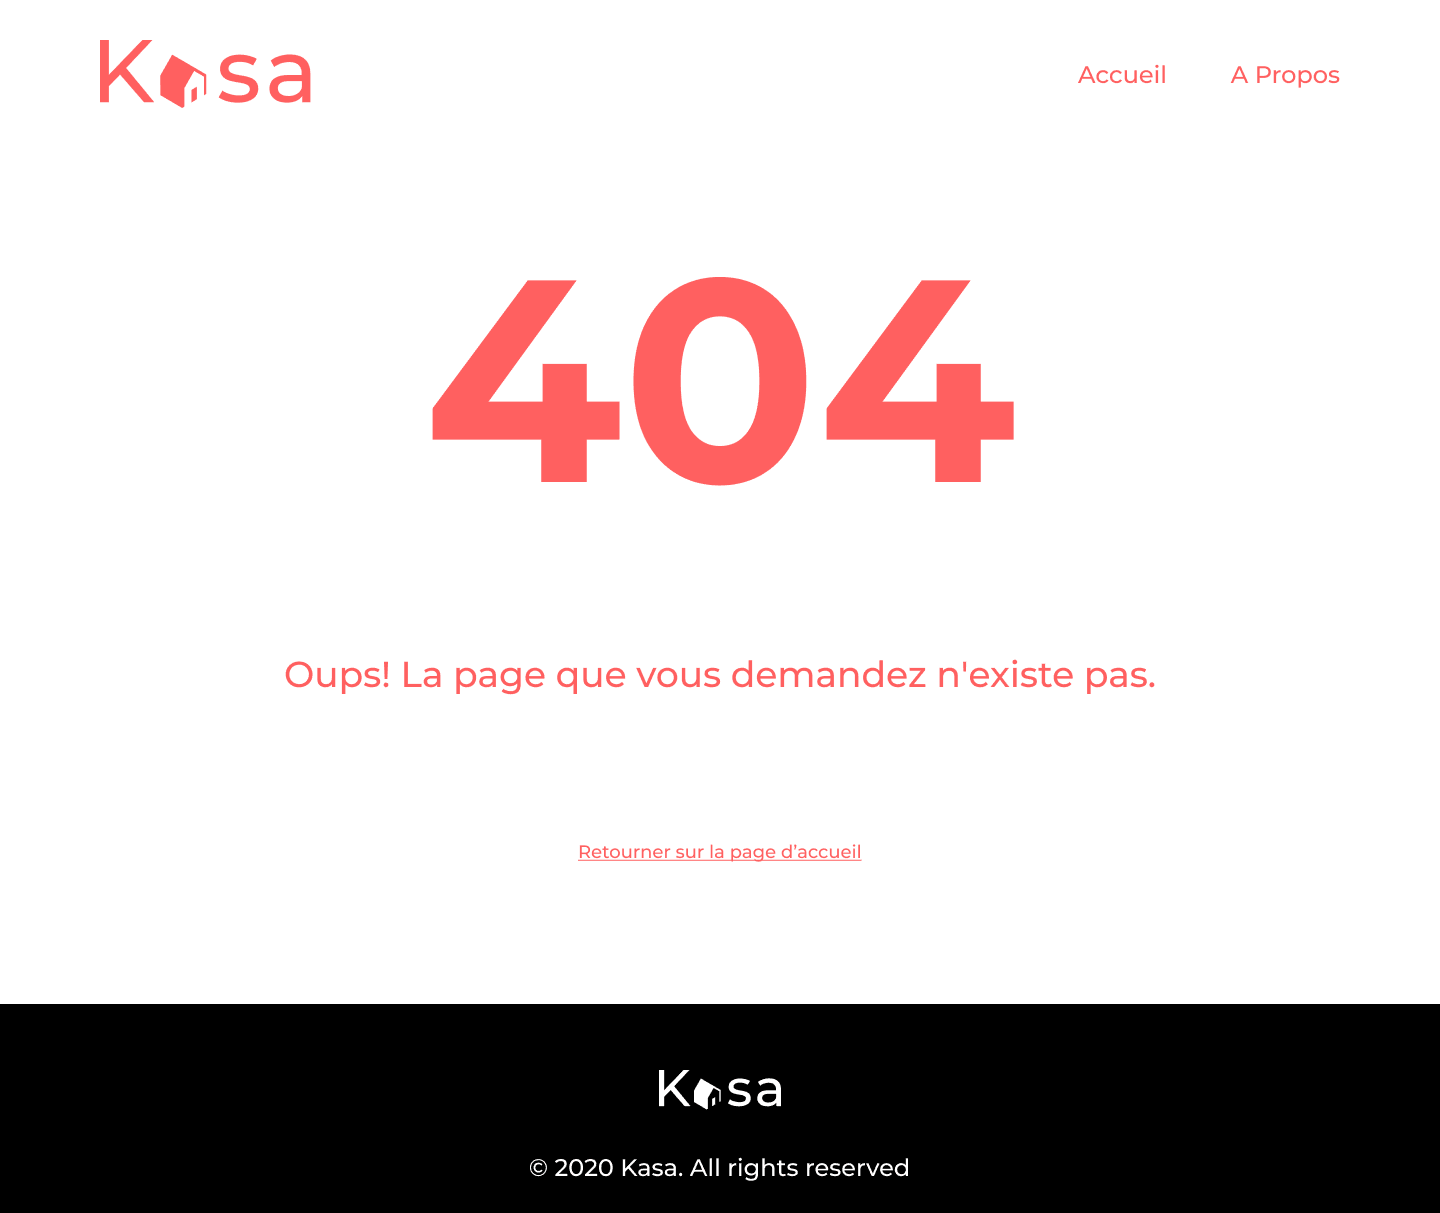 Kasa
Accueil
A Propos
404
Oups! La page que vous demandez n'existe pas.
Retourner sur la page d’accueil
Kasa
© 2020 Kasa. All rights reserved